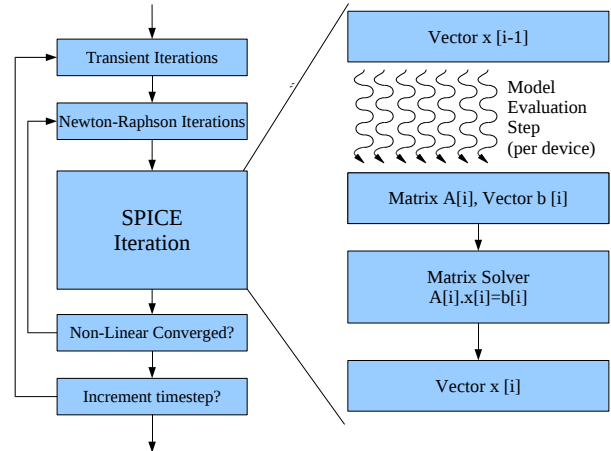 Transient Iterations
Newton-Raphson Iterations
SPICE
Iteration
Non-Linear Converged?
Increment timestep?
Vector x [i-1]
Model
Evaluation
Step
(per device)
Matrix A[i], Vector b [i]
Matrix Solver
A[i].x[i]=b[i]
Vector x [i]